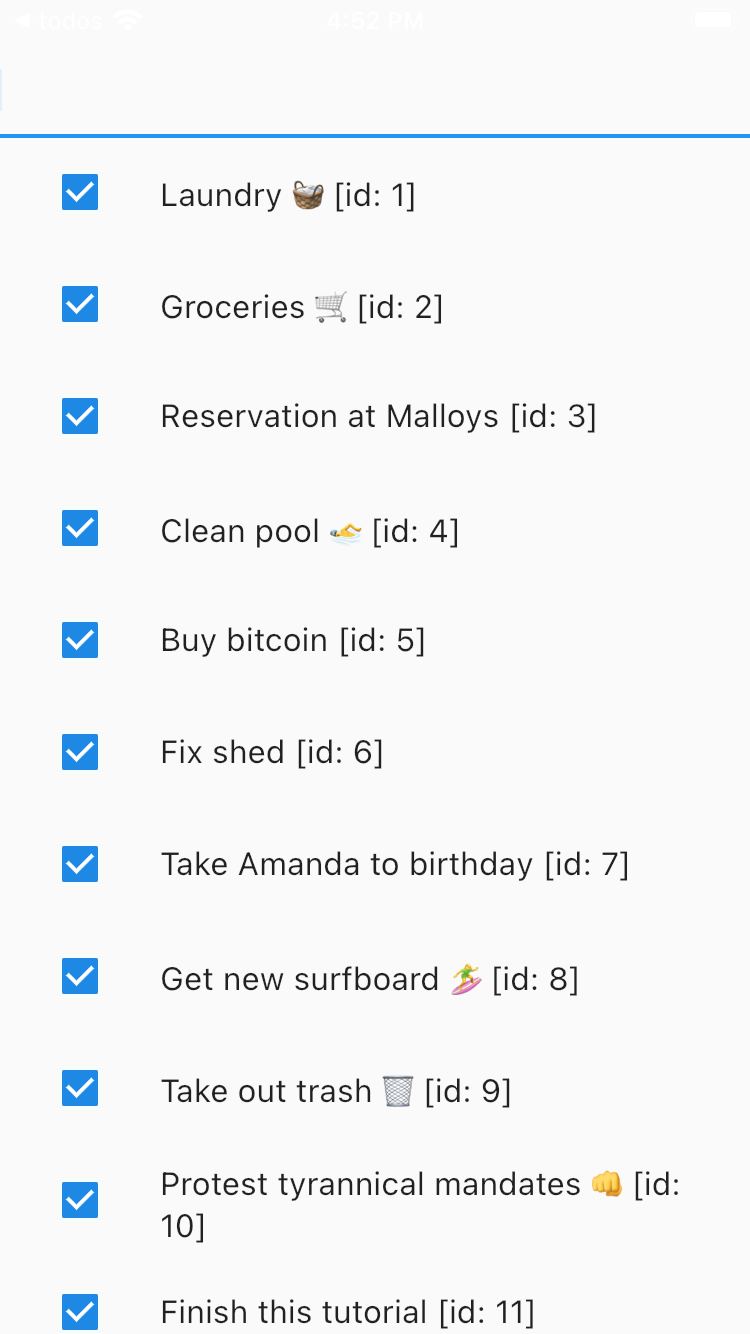 ◀ todos 4:52 PM
Laundry 🧺 [id: 1]
Groceries 🛒 [id: 2]
Reservation at Malloys [id: 3]
Clean pool 🏊 [id: 4]
Buy bitcoin [id: 5]
Fix shed [id: 6]
Take Amanda to birthday [id: 7]
Get new surfboard 🏄‍♀️ [id: 8]
Take out trash 🗑️ [id: 9]
Protest tyrannical mandates 👊 [id:
10]
Finish this tutorial [id: 11]